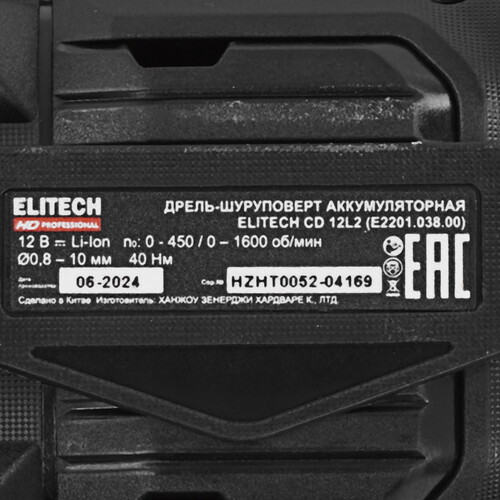 ELITECH
HD PROFESSIONAL
ДРЕЛЬ-ШУРУПОВЕРТ АККУМУЛЯТОРНАЯ
ELITECH CD 12L2 (E2201.038.00)
12 В ⎓ Li-Ion n₀: 0 - 450 / 0 - 1600 об/мин
Ø0,8 – 10 мм 40 Нм
Дата производства: 06-2024
Сер.№ HZHT0052-04169
EAC
Сделано в Китае Изготовитель: ХАНЖОУ ЗЕНЕРДЖИ ХАРДВАРЕ К., ЛТД.